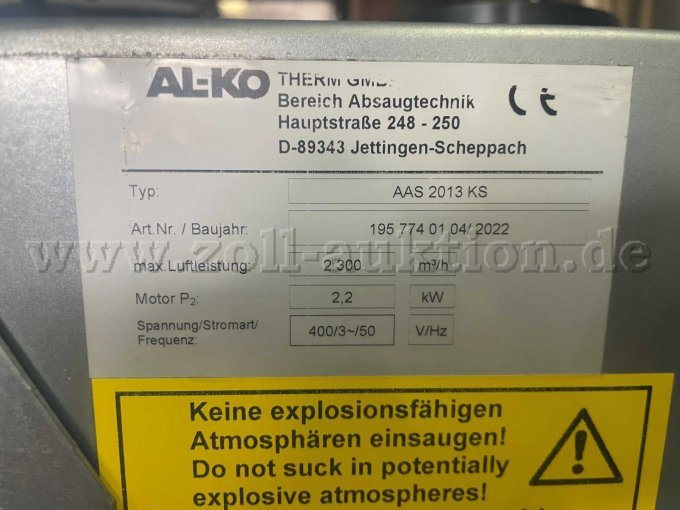 AL-KO THERM GMB
Bereich Absaugtechnik
Hauptstraße 248 - 250
D-89343 Jettingen-Scheppach
CE
Typ: AAS 2013 KS
Art.Nr. / Baujahr: 195 774 01 04/ 2022
www.zoll-auktion.de
max.Luftleistung: 2.300 m³/h
Motor P₂: 2,2 kW
Spannung/Stromart/
Frequenz: 400/3~/50 V/Hz
Keine explosionsfähigen
Atmosphären einsaugen!
Do not suck in potentially
explosive atmospheres!